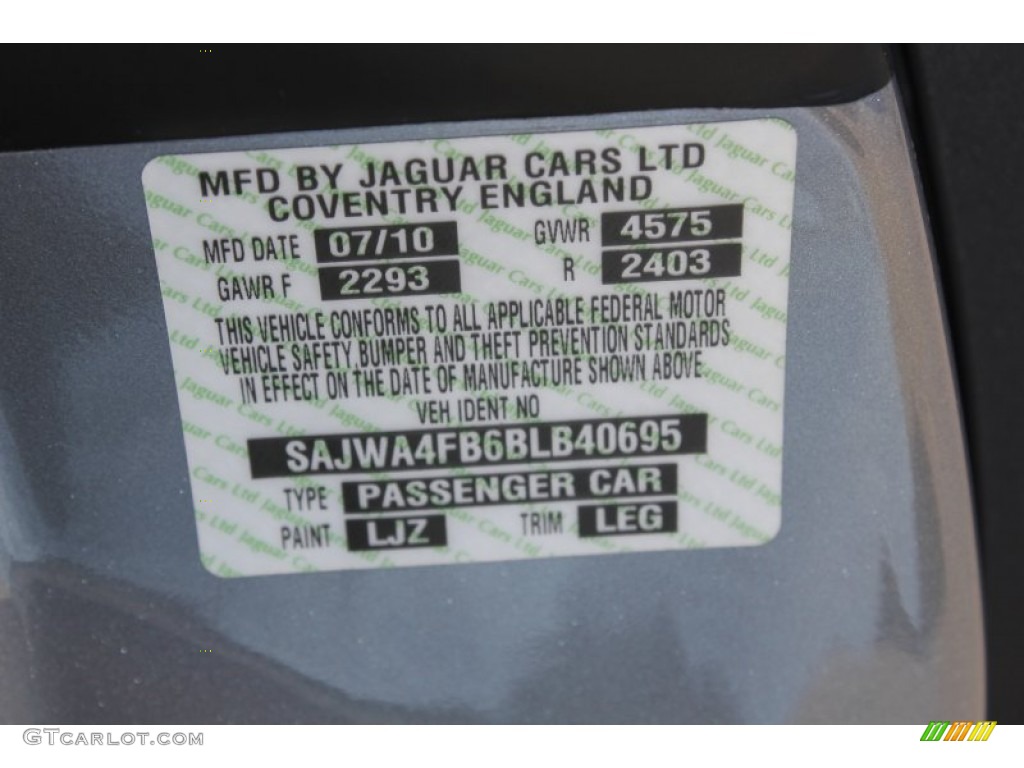 MFD BY JAGUAR CARS LTD
COVENTRY ENGLAND
MFD DATE 07/10 GVWR 4575
GAWR F 2293 R 2403
THIS VEHICLE CONFORMS TO ALL APPLICABLE FEDERAL MOTOR
VEHICLE SAFETY, BUMPER AND THEFT PREVENTION STANDARDS
IN EFFECT ON THE DATE OF MANUFACTURE SHOWN ABOVE.
VEH IDENT NO
SAJWA4FB6BLB40695
TYPE PASSENGER CAR
PAINT LJZ TRIM LEG
GTCarLot.com